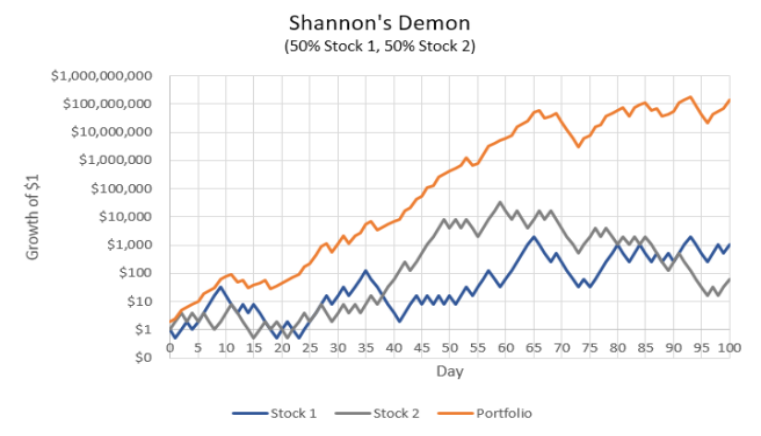 Shannon's Demon
(50% Stock 1, 50% Stock 2)
$1,000,000,000
$100,000,000
$10,000,000
$1,000,000
$100,000
$10,000
$1,000
$100
$10
$1
$0
Growth of $1
0 5 10 15 20 25 30 35 40 45 50 55 60 65 70 75 80 85 90 95 100
Day
Stock 1 Stock 2 Portfolio